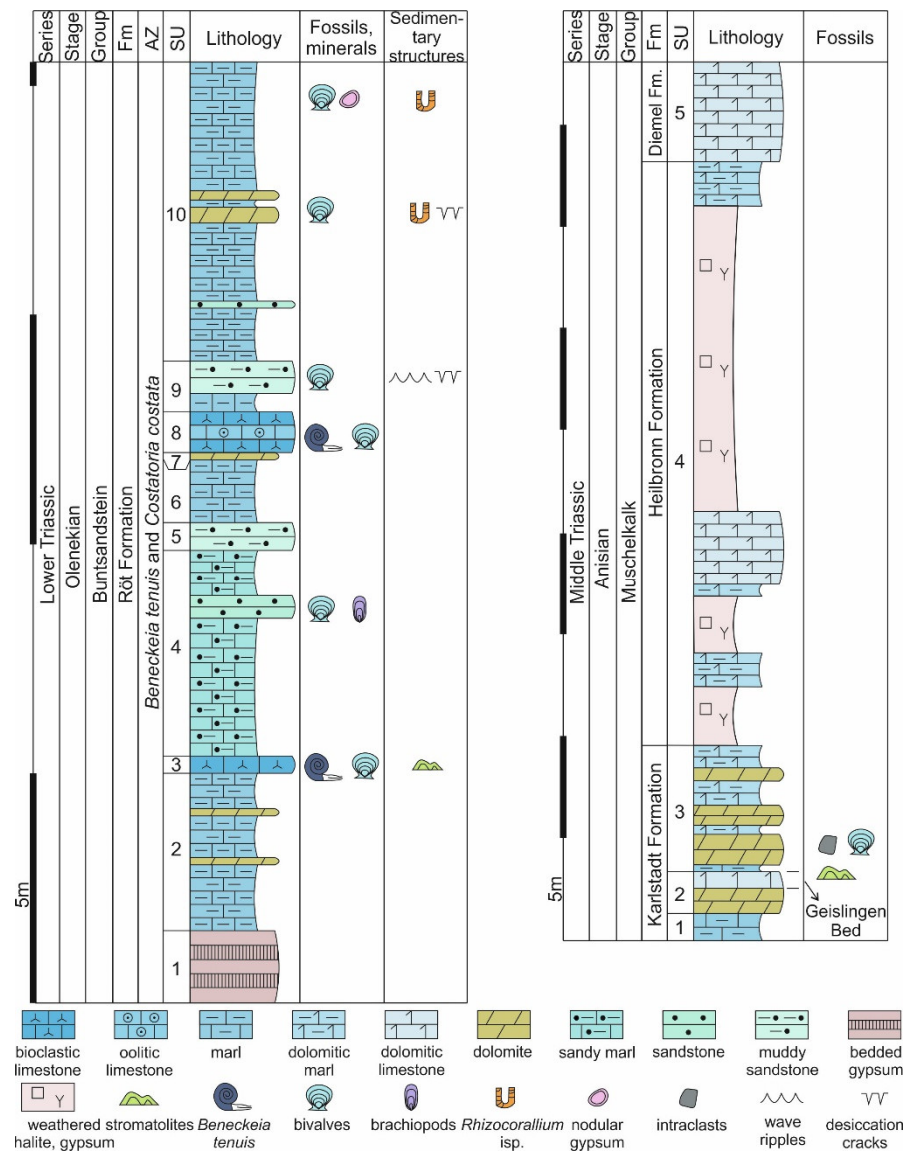 Series
Stage
Group
Fm
AZ
SU
Lithology
Fossils,
minerals
Sedimen-
tary
structures
5m
Lower Triassic
Olenekian
Buntsandstein
Röt Formation
Beneckeia tenuis and Costatoria costata
10
9
8
7
6
5
4
3
2
1
Series
Stage
Group
Fm
SU
Lithology
Fossils
5m
Middle Triassic
Anisian
Muschelkalk
Diemel Fm.
Heilbronn Formation
Karlstadt Formation
5
4
3
2
1
Geislingen
Bed
bioclastic
limestone
oolitic
limestone
marl
dolomitic
marl
dolomitic
limestone
dolomite
sandy marl
sandstone
muddy
sandstone
bedded
gypsum
weathered
halite, gypsum
stromatolites
Beneckeia
tenuis
bivalves
brachiopods
Rhizocorallium
isp.
nodular
gypsum
intraclasts
wave
ripples
desiccation
cracks